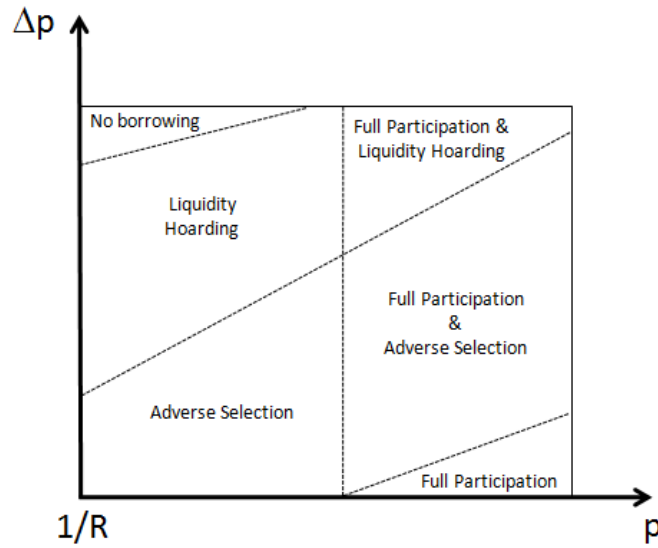 Δp
No borrowing
Full Participation &
Liquidity Hoarding
Liquidity
Hoarding
Full Participation
&
Adverse Selection
Adverse Selection
Full Participation
1/R
p